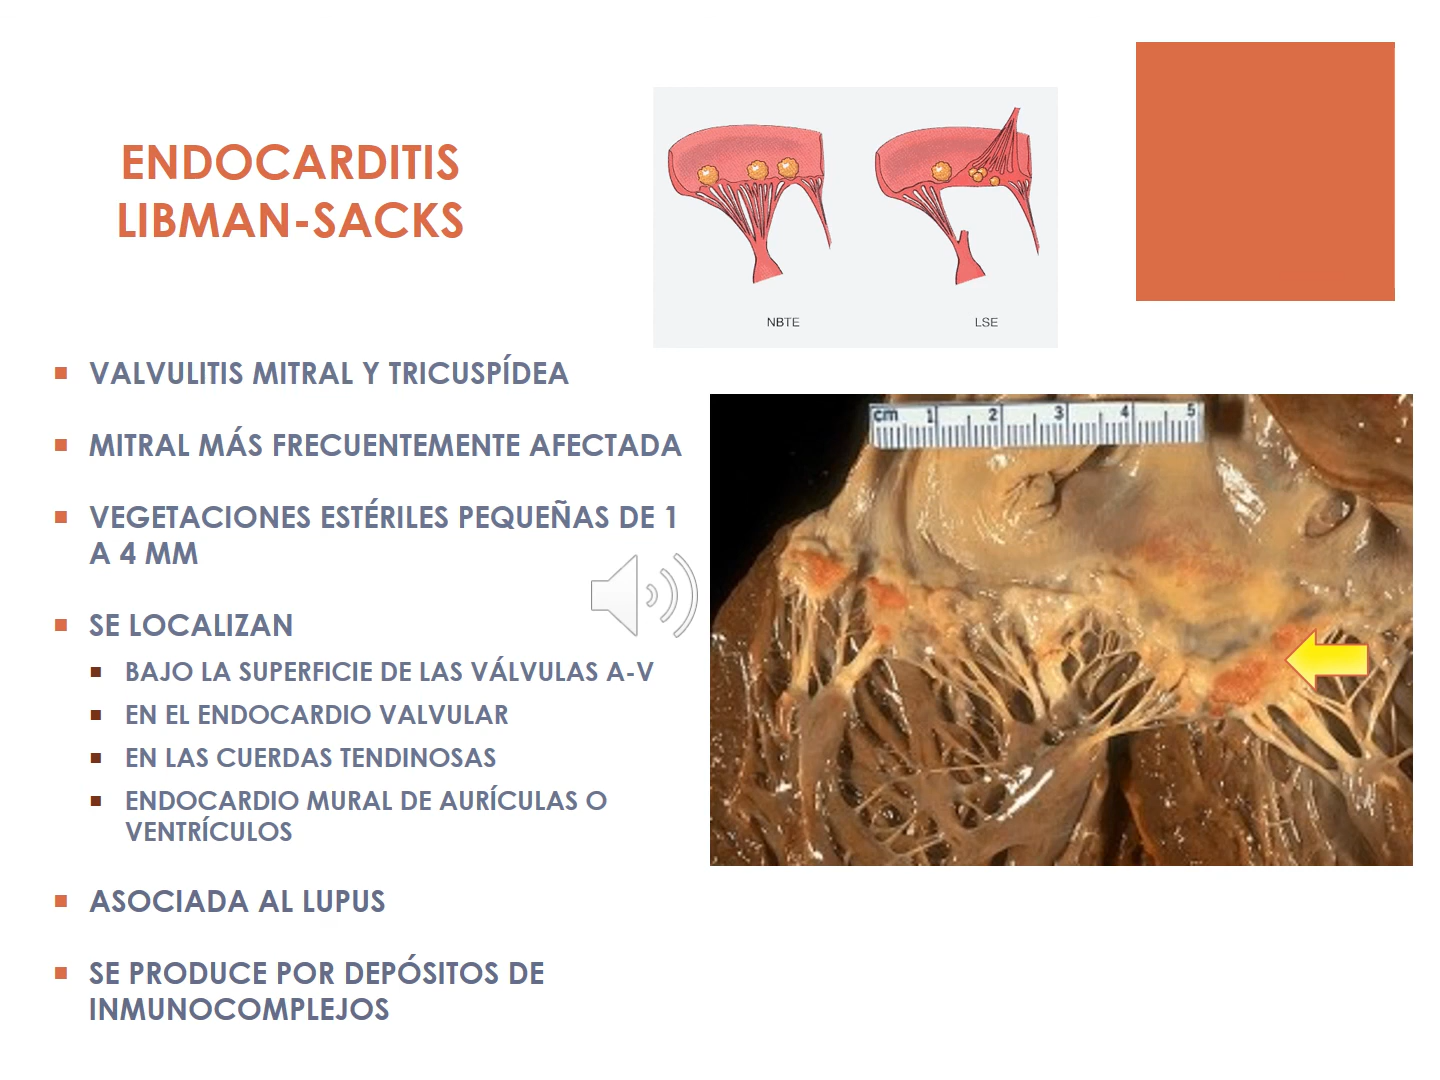 ENDOCARDITIS
LIBMAN-SACKS
NBTE
LSE
VALVULITIS MITRAL Y TRICUSPÍDEA
MITRAL MÁS FRECUENTEMENTE AFECTADA
VEGETACIONES ESTÉRILES PEQUEÑAS DE 1
A 4 MM
SE LOCALIZAN
BAJO LA SUPERFICIE DE LAS VÁLVULAS A-V
EN EL ENDOCARDIO VALVULAR
EN LAS CUERDAS TENDINOSAS
ENDOCARDIO MURAL DE AURÍCULAS O
VENTRÍCULOS
ASOCIADA AL LUPUS
SE PRODUCE POR DEPÓSITOS DE
INMUNOCOMPLEJOS
cm 1 2 3 4 5